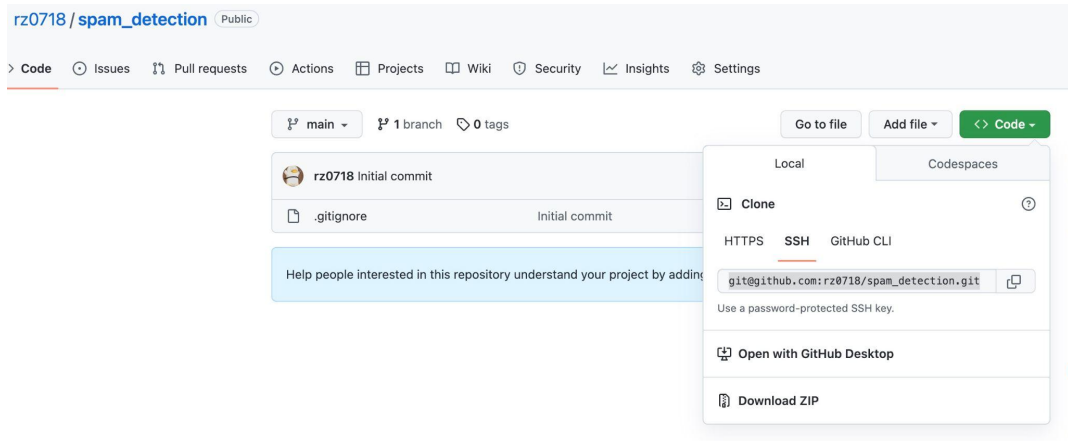 rz0718 / spam_detection Public
Code Issues Pull requests Actions Projects Wiki Security Insights Settings
main 1 branch 0 tags Go to file Add file Code
Local Codespaces
rz0718 Initial commit
Clone
.gitignore Initial commit
HTTPS SSH GitHub CLI
Help people interested in this repository understand your project by adding
git@github.com:rz0718/spam_detection.git
Use a password-protected SSH key.
Open with GitHub Desktop
Download ZIP